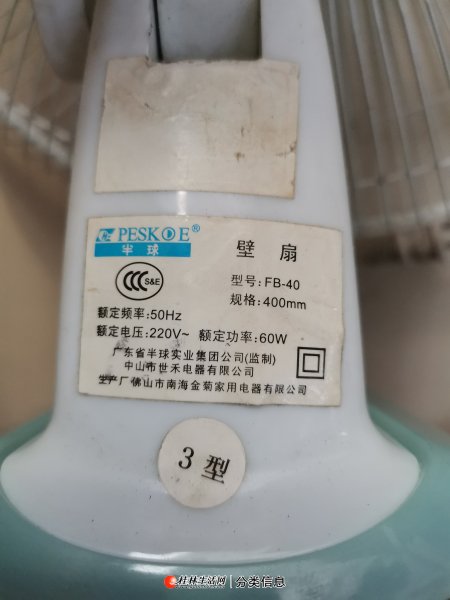 PESKOE®
半球
壁扇
CCC S&E
型号:FB-40
规格:400mm
额定频率:50Hz
额定电压:220V~ 额定功率:60W
广东省半球实业集团公司(监制)
中山市世禾电器有限公司
生产厂佛山市南海金菊家用电器有限公司
3型
桂林生活网 分类信息